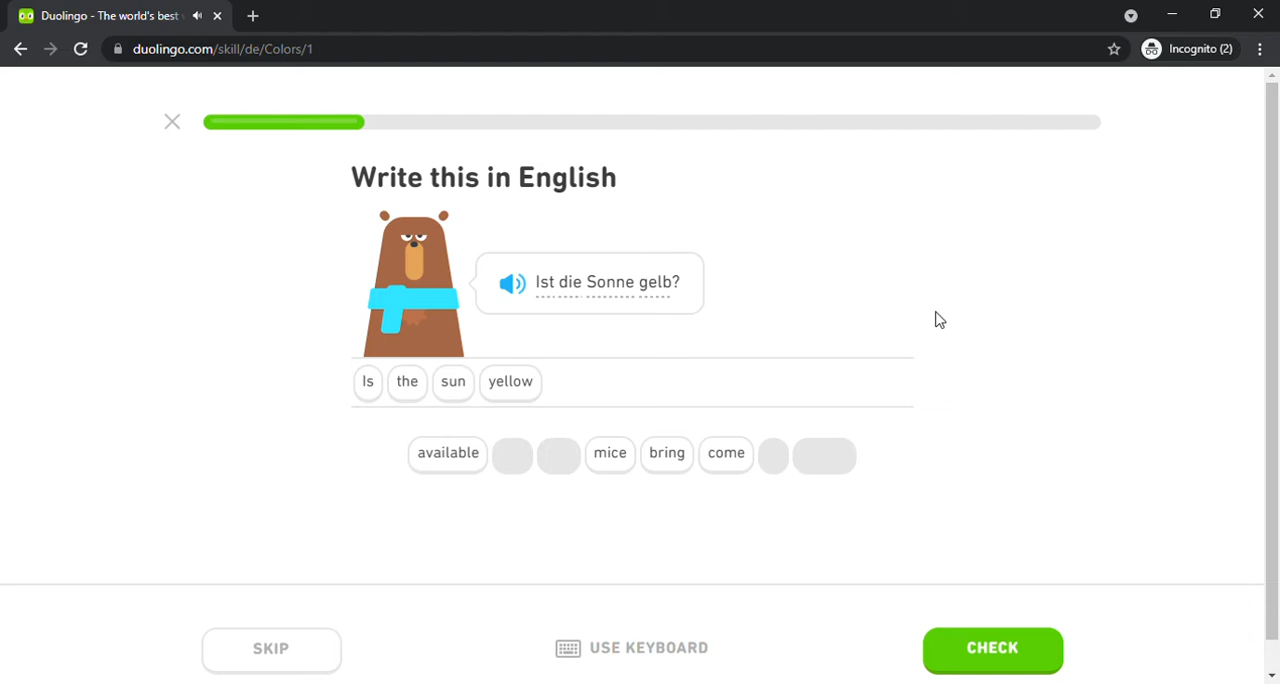 Duolingo - The world's best
duolingo.com/skill/de/Colors/1
Incognito (2)
Write this in English
Ist die Sonne gelb?
Is the sun yellow
available mice bring come
SKIP USE KEYBOARD CHECK